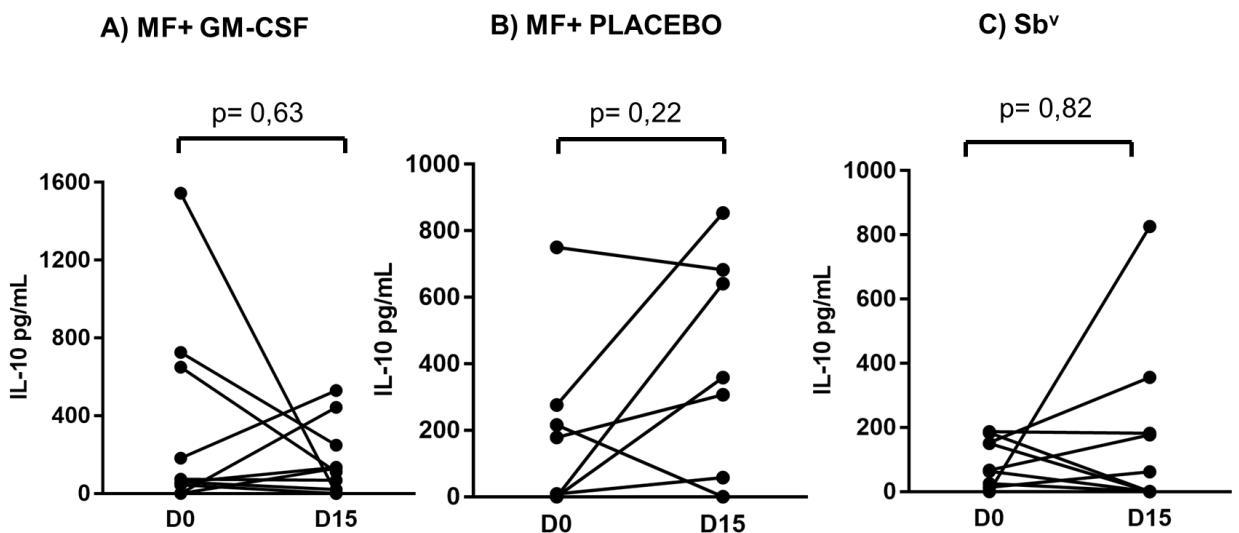 A) MF+ GM-CSF
p= 0,63
IL-10 pg/mL
1600
1200
800
400
0
D0 D15
B) MF+ PLACEBO
p= 0,22
IL-10 pg/mL
1000
800
600
400
200
0
D0 D15
C) Sbᵛ
p= 0,82
IL-10 pg/mL
1000
800
600
400
200
0
D0 D15